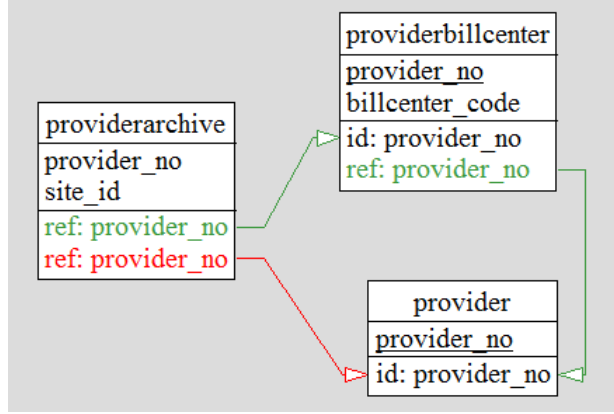 providerarchive
provider_no
site_id
ref: provider_no
ref: provider_no
providerbillcenter
provider_no
billcenter_code
id: provider_no
ref: provider_no
provider
provider_no
id: provider_no